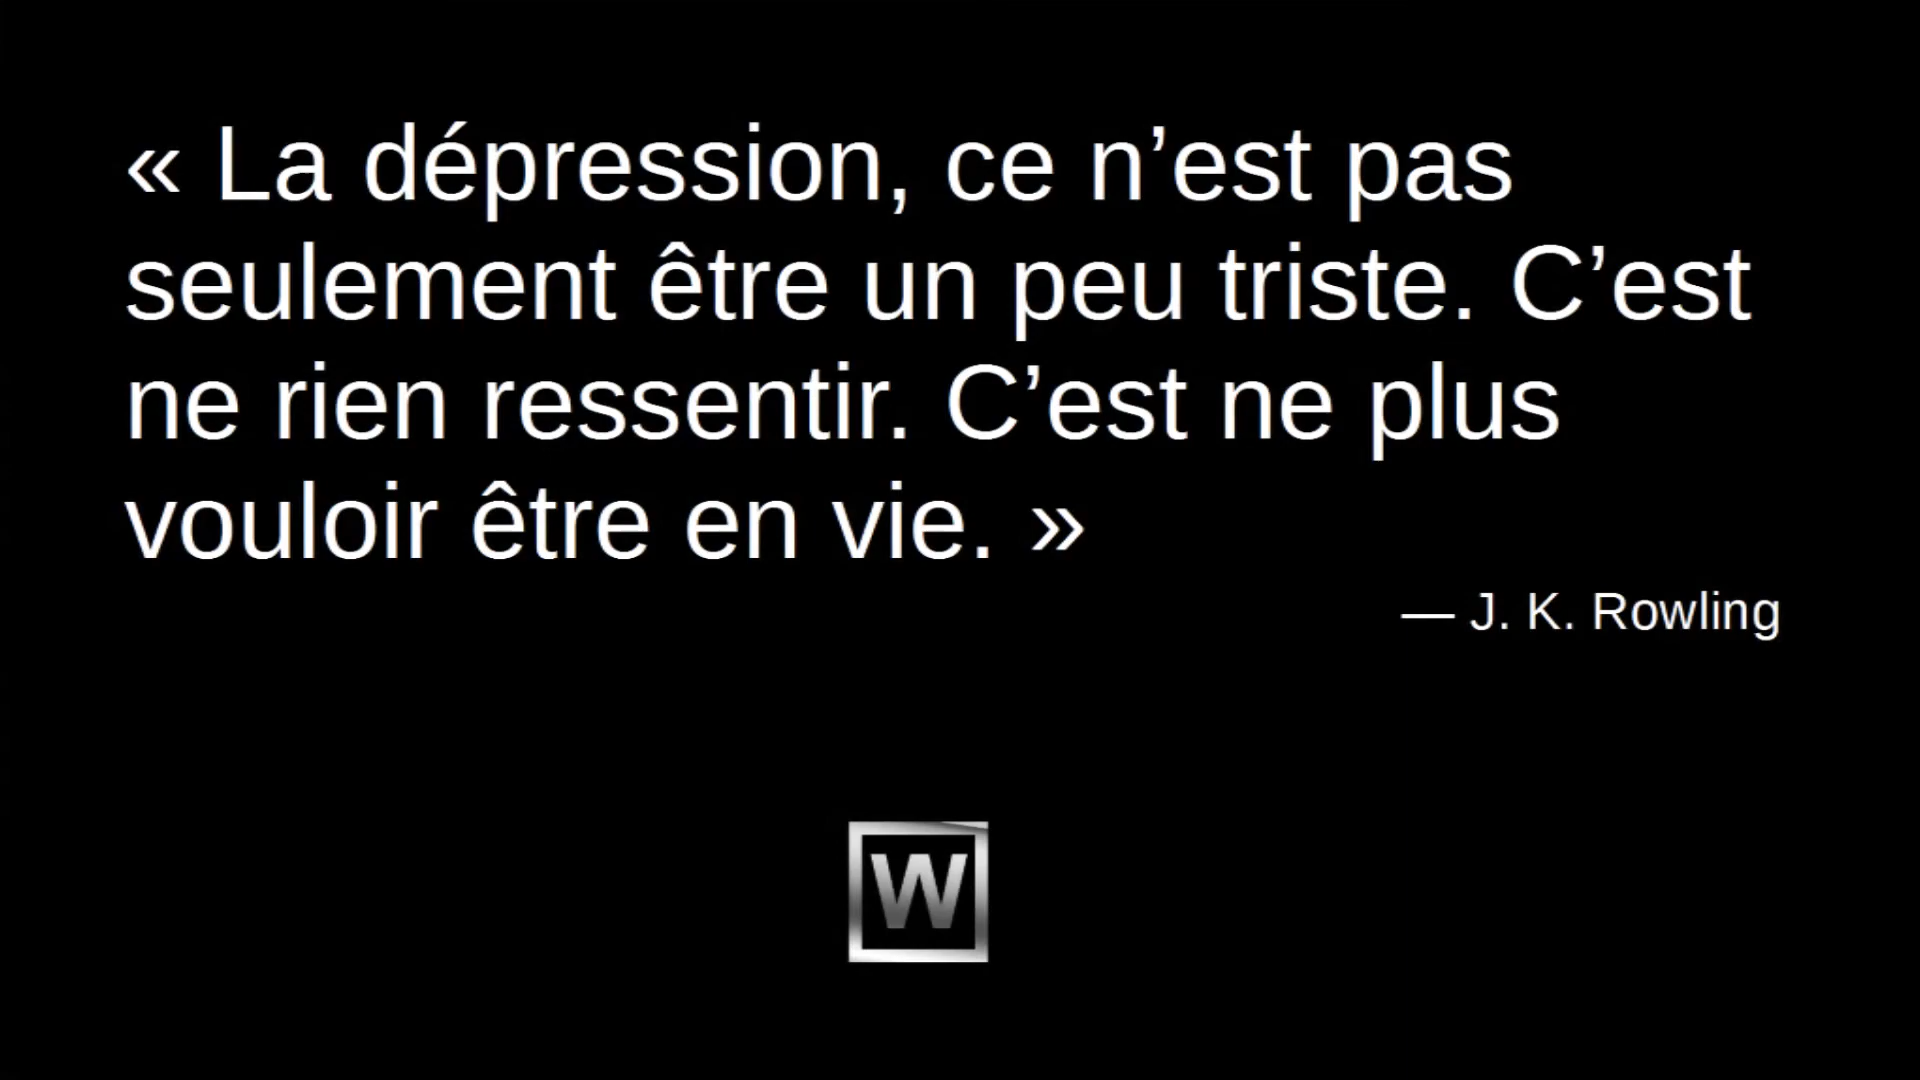 « La dépression, ce n’est pas
seulement être un peu triste. C’est
ne rien ressentir. C’est ne plus
vouloir être en vie. »
— J. K. Rowling
W